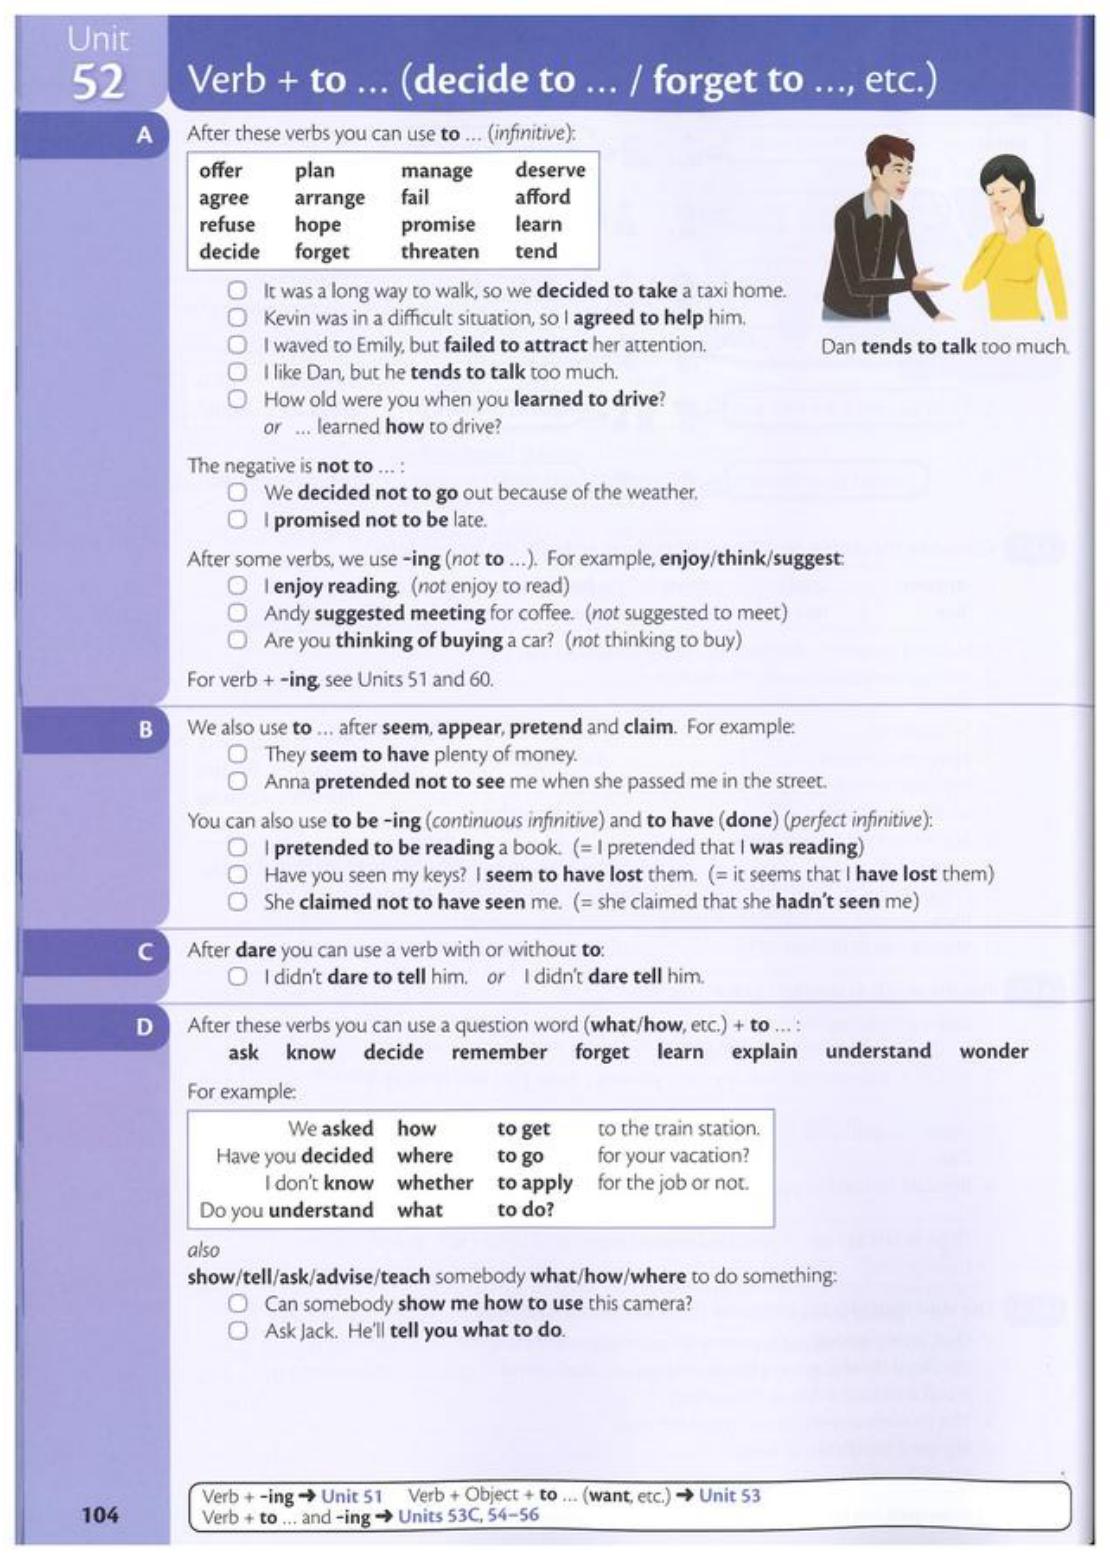 Unit
52
Verb + to ... (decide to ... / forget to ..., etc.)
A
After these verbs you can use to ... (infinitive):
offer plan manage deserve
agree arrange fail afford
refuse hope promise learn
decide forget threaten tend
It was a long way to walk, so we decided to take a taxi home.
Kevin was in a difficult situation, so I agreed to help him.
I waved to Emily, but failed to attract her attention.
I like Dan, but he tends to talk too much.
How old were you when you learned to drive?
or ... learned how to drive?
Dan tends to talk too much.
The negative is not to ... :
We decided not to go out because of the weather.
I promised not to be late.
After some verbs, we use -ing (not to ...). For example, enjoy/think/suggest:
I enjoy reading. (not enjoy to read)
Andy suggested meeting for coffee. (not suggested to meet)
Are you thinking of buying a car? (not thinking to buy)
For verb + -ing, see Units 51 and 60.
B
We also use to ... after seem, appear, pretend and claim. For example:
They seem to have plenty of money.
Anna pretended not to see me when she passed me in the street.
You can also use to be -ing (continuous infinitive) and to have (done) (perfect infinitive):
I pretended to be reading a book. (= I pretended that I was reading)
Have you seen my keys? I seem to have lost them. (= it seems that I have lost them)
She claimed not to have seen me. (= she claimed that she hadn't seen me)
C
After dare you can use a verb with or without to:
I didn't dare to tell him. or I didn't dare tell him.
D
After these verbs you can use a question word (what/how, etc.) + to ... :
ask know decide remember forget learn explain understand wonder
For example:
We asked how to get to the train station.
Have you decided where to go for your vacation?
I don't know whether to apply for the job or not.
Do you understand what to do?
also
show/tell/ask/advise/teach somebody what/how/where to do something:
Can somebody show me how to use this camera?
Ask Jack. He'll tell you what to do.
104
Verb + -ing ➔ Unit 51 Verb + Object + to ... (want, etc.) ➔ Unit 53
Verb + to ... and -ing ➔ Units 53C, 54–56